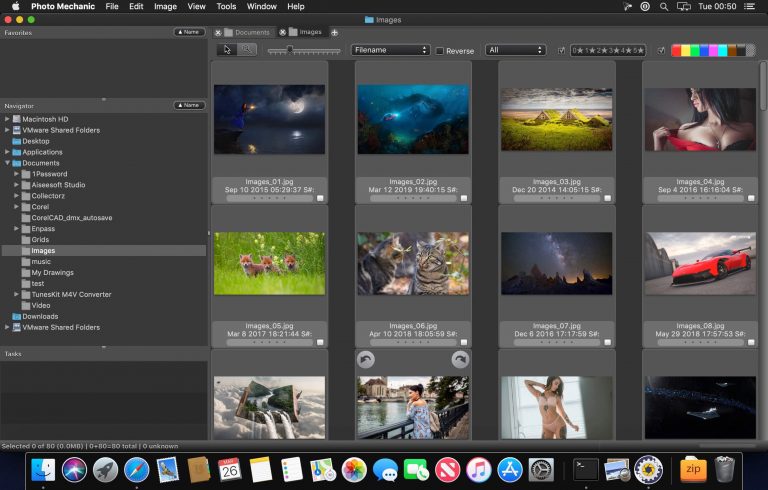 Photo Mechanic File Edit Image View Tools Window Help Tue 00:50
Images
Favorites ▲ Name
Documents Images
Filename Reverse All 0★1★2★3★4★5★
Navigator ▲ Name
Macintosh HD
VMware Shared Folders
Desktop
Applications
Documents
1Password
Aiseesoft Studio
Collectorz
Corel
CorelCAD_dmx_autosave
Enpass
Grids
Images
music
My Drawings
test
TunesKit M4V Converter
Video
Downloads
VMware Shared Folders
Tasks
Images_01.jpg
Sep 10 2015 05:29:37 S#:
Images_02.jpg
Mar 12 2019 19:40:15 S#:
Images_03.jpg
Dec 20 2014 14:05:15 S#:
Images_04.jpg
Sep 4 2016 16:16:04 S#:
Images_05.jpg
Mar 8 2017 18:21:44 S#:
Images_06.jpg
Apr 10 2018 18:05:59 S#:
Images_07.jpg
Dec 6 2016 17:17:59 S#:
Images_08.jpg
May 29 2018 17:57:53 S#:
Selected 0 of 80 (0.0MB) | 0+80=80 total | 0 unknown
26
zip